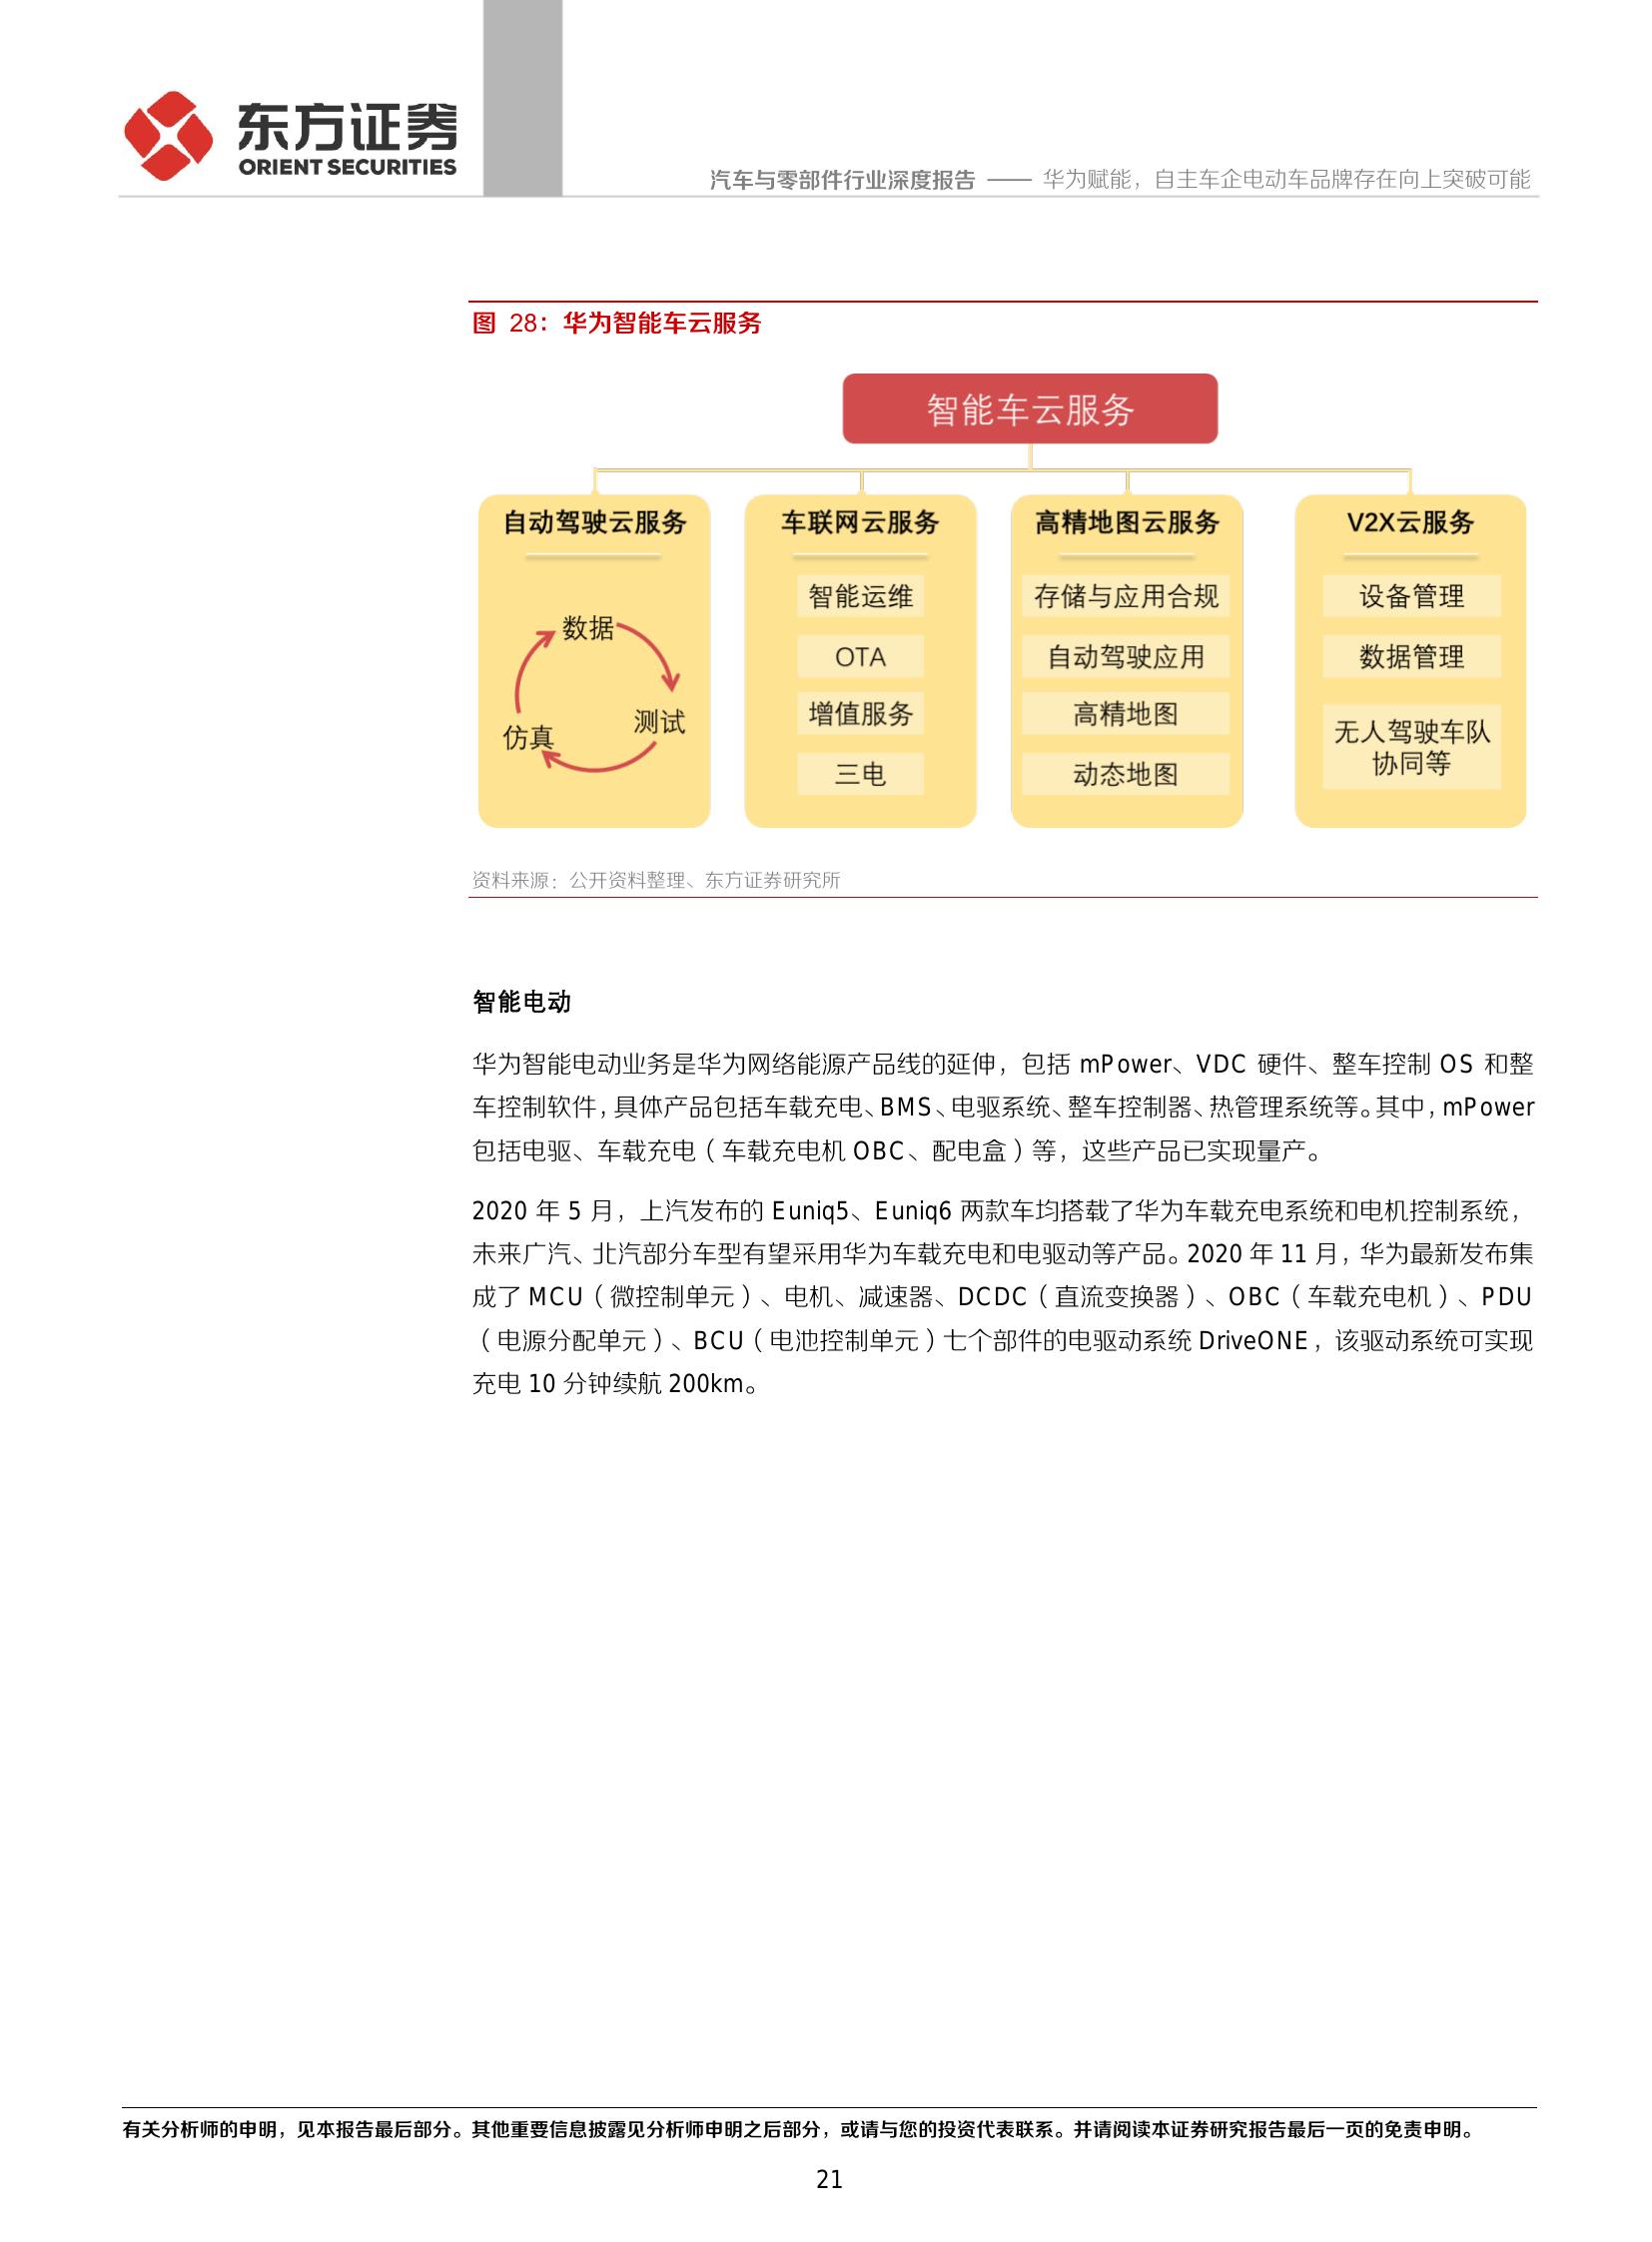 东方证券
ORIENT SECURITIES
汽车与零部件行业深度报告 —— 华为赋能，自主车企电动车品牌存在向上突破可能
图 28：华为智能车云服务
智能车云服务
自动驾驶云服务
数据
测试
仿真
车联网云服务
智能运维
OTA
增值服务
三电
高精地图云服务
存储与应用合规
自动驾驶应用
高精地图
动态地图
V2X云服务
设备管理
数据管理
无人驾驶车队
协同等
资料来源：公开资料整理、东方证券研究所
智能电动
华为智能电动业务是华为网络能源产品线的延伸，包括 mPower、VDC 硬件、整车控制 OS 和整
车控制软件，具体产品包括车载充电、BMS、电驱系统、整车控制器、热管理系统等。其中，mPower
包括电驱、车载充电（车载充电机 OBC、配电盒）等，这些产品已实现量产。
2020 年 5 月，上汽发布的 Euniq5、Euniq6 两款车均搭载了华为车载充电系统和电机控制系统，
未来广汽、北汽部分车型有望采用华为车载充电和电驱动等产品。2020 年 11 月，华为最新发布集
成了 MCU（微控制单元）、电机、减速器、DCDC（直流变换器）、OBC（车载充电机）、PDU
（电源分配单元）、BCU（电池控制单元）七个部件的电驱动系统 DriveONE，该驱动系统可实现
充电 10 分钟续航 200km。
有关分析师的申明，见本报告最后部分。其他重要信息披露见分析师申明之后部分，或请与您的投资代表联系。并请阅读本证券研究报告最后一页的免责申明。
21